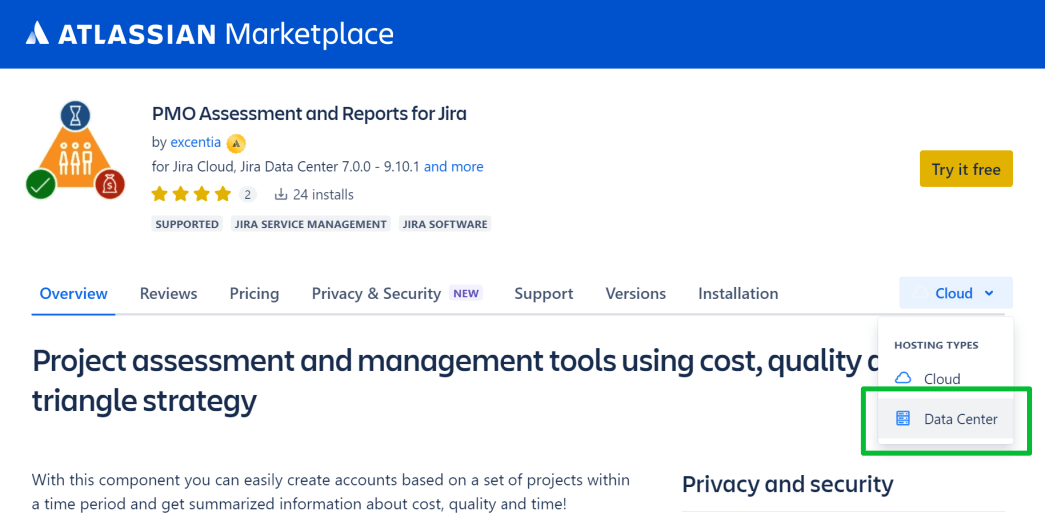 ATLASSIAN Marketplace
PMO Assessment and Reports for Jira
by excentia
for Jira Cloud, Jira Data Center 7.0.0 - 9.10.1 and more
2 24 installs
SUPPORTED JIRA SERVICE MANAGEMENT JIRA SOFTWARE
Try it free
Overview Reviews Pricing Privacy & Security NEW Support Versions Installation Cloud
HOSTING TYPES
Cloud
Data Center
Project assessment and management tools using cost, quality
triangle strategy
With this component you can easily create accounts based on a set of projects within
a time period and get summarized information about cost, quality and time!
Privacy and security